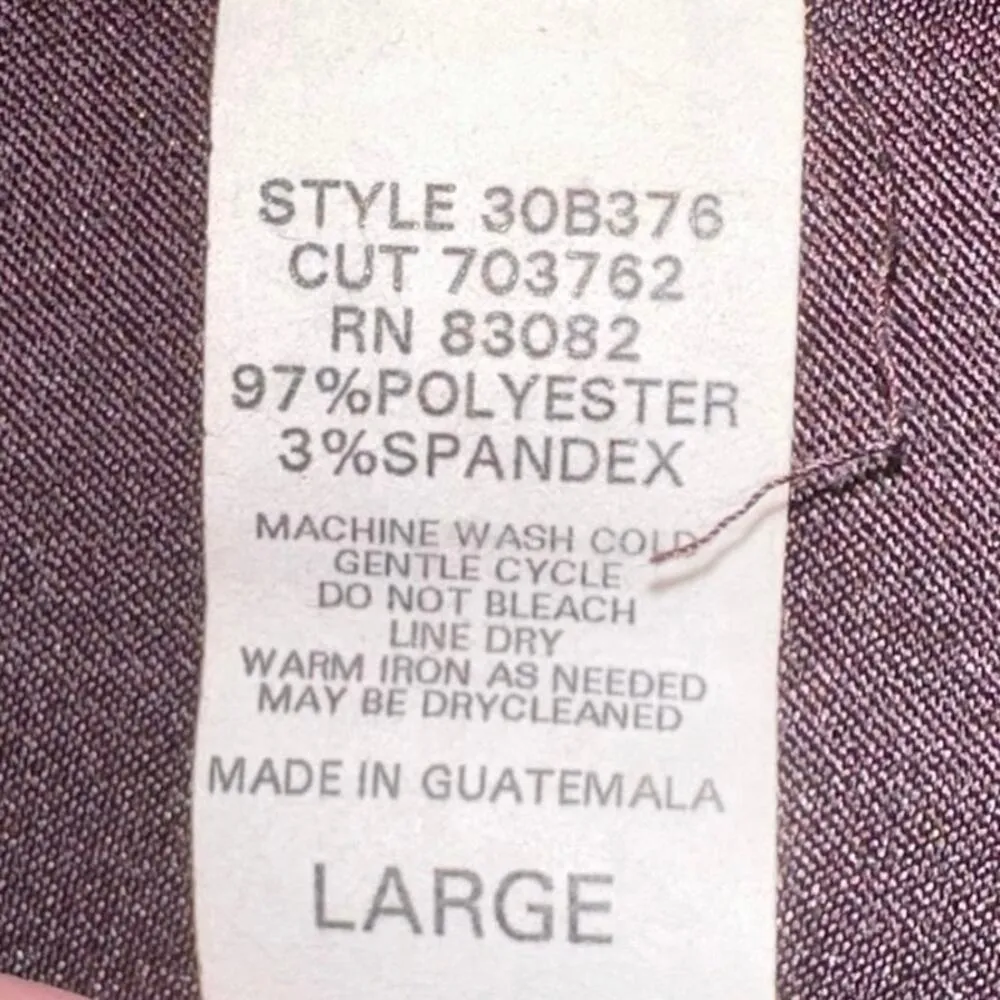 STYLE 30B376
CUT 703762
RN 83082
97%POLYESTER
3%SPANDEX
MACHINE WASH COLD
GENTLE CYCLE
DO NOT BLEACH
LINE DRY
WARM IRON AS NEEDED
MAY BE DRYCLEANED
MADE IN GUATEMALA
LARGE